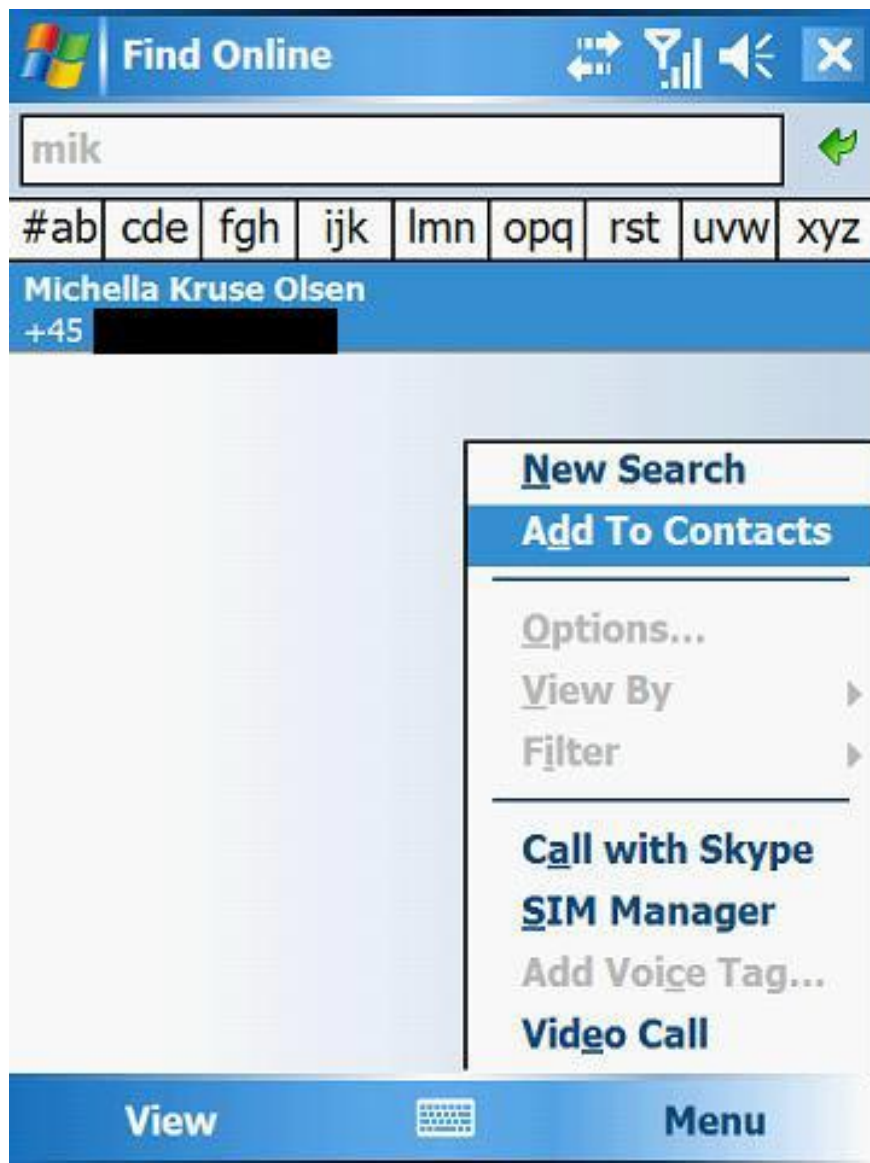 Find Online
mik
#ab cde fgh ijk lmn opq rst uvw xyz
Michella Kruse Olsen
+45
New Search
Add To Contacts
Options...
View By
Filter
Call with Skype
SIM Manager
Add Voice Tag...
Video Call
View Menu